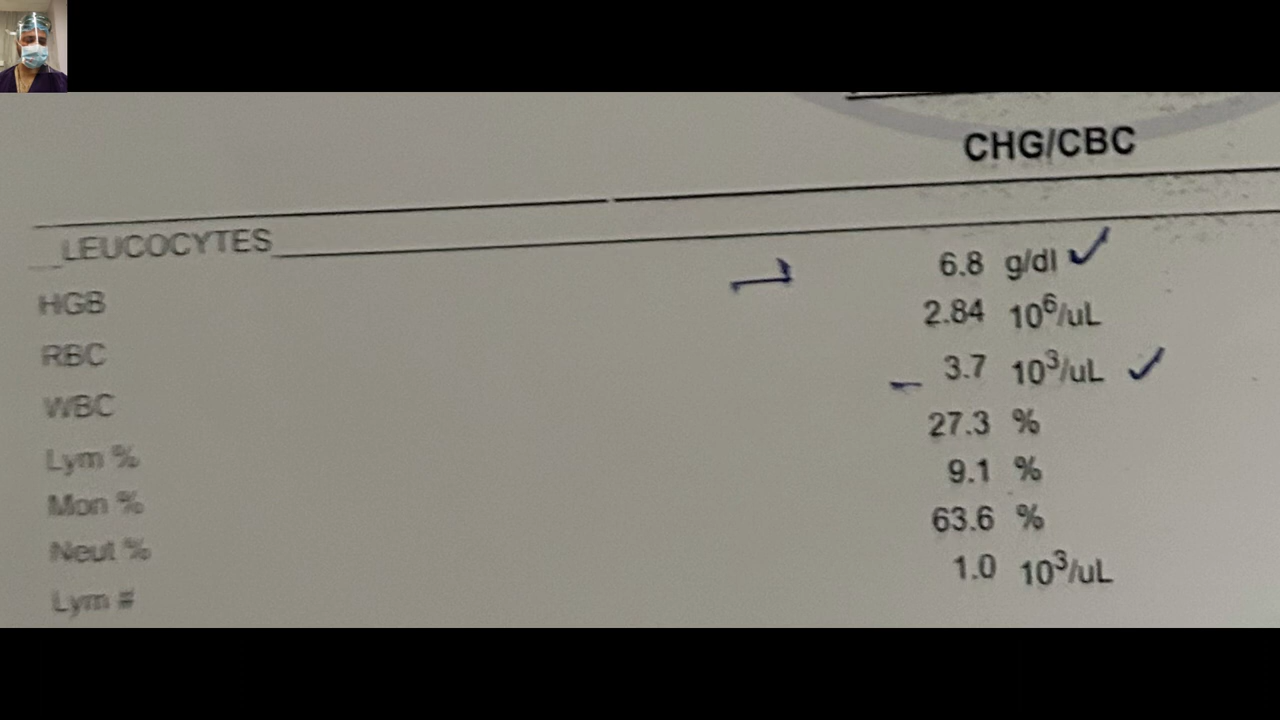 CHG/CBC
__LEUCOCYTES__________
HGB 6.8 g/dl ✓
RBC 2.84 10⁶/uL
WBC 3.7 10³/uL ✓
Lym % 27.3 %
Mon % 9.1 %
Neut % 63.6 %
Lym # 1.0 10³/uL